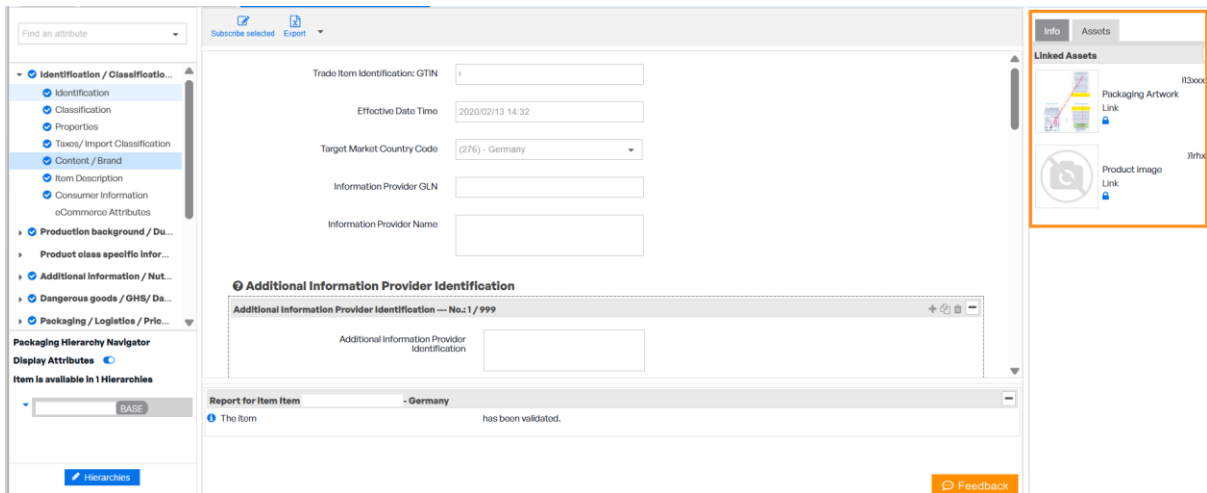 Find an attribute
Identification / Classificatio...
Identification
Classification
Properties
Taxes/ Import Classification
Content / Brand
Item Description
Consumer Information
eCommerce Attributes
Production background / Du...
Product class specific infor...
Additional information / Nut...
Dangerous goods / GHS/ Da...
Packaging / Logistics / Pric...
Packaging Hierarchy Navigator
Display Attributes
Item is available in 1 Hierarchies
BASE
Hierarchies
Subscribe selected Export
Trade Item Identification: GTIN
Effective Date Time 2020/02/13 14:32
Target Market Country Code (276) - Germany
Information Provider GLN
Information Provider Name
Additional Information Provider Identification
Additional Information Provider Identification --- No.: 1 / 999
Additional Information Provider
Identification
Report for item Item - Germany
The item has been validated.
Feedback
Info Assets
Linked Assets
Packaging Artwork
Link
Product image
Link